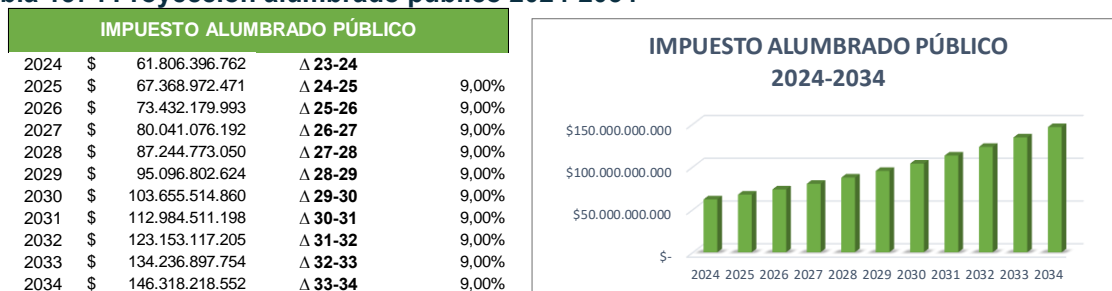 IMPUESTO ALUMBRADO PÚBLICO
2024 $ 61.806.396.762 Δ 23-24
2025 $ 67.368.972.471 Δ 24-25 9,00%
2026 $ 73.432.179.993 Δ 25-26 9,00%
2027 $ 80.041.076.192 Δ 26-27 9,00%
2028 $ 87.244.773.050 Δ 27-28 9,00%
2029 $ 95.096.802.624 Δ 28-29 9,00%
2030 $ 103.655.514.860 Δ 29-30 9,00%
2031 $ 112.984.511.198 Δ 30-31 9,00%
2032 $ 123.153.117.205 Δ 31-32 9,00%
2033 $ 134.236.897.754 Δ 32-33 9,00%
2034 $ 146.318.218.552 Δ 33-34 9,00%
IMPUESTO ALUMBRADO PÚBLICO
2024-2034
$150.000.000.000
$100.000.000.000
$50.000.000.000
$-
2024 2025 2026 2027 2028 2029 2030 2031 2032 2033 2034